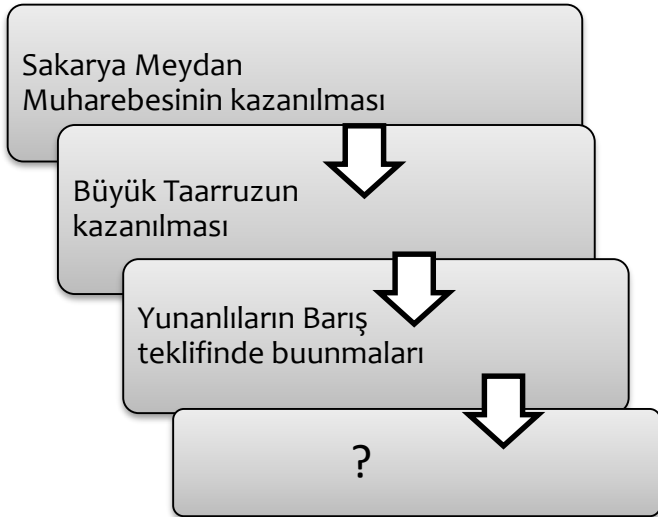 Sakarya Meydan
Muharebesinin kazanılması
Büyük Taarruzun
kazanılması
Yunanlıların Barış
teklifinde buunmaları
?